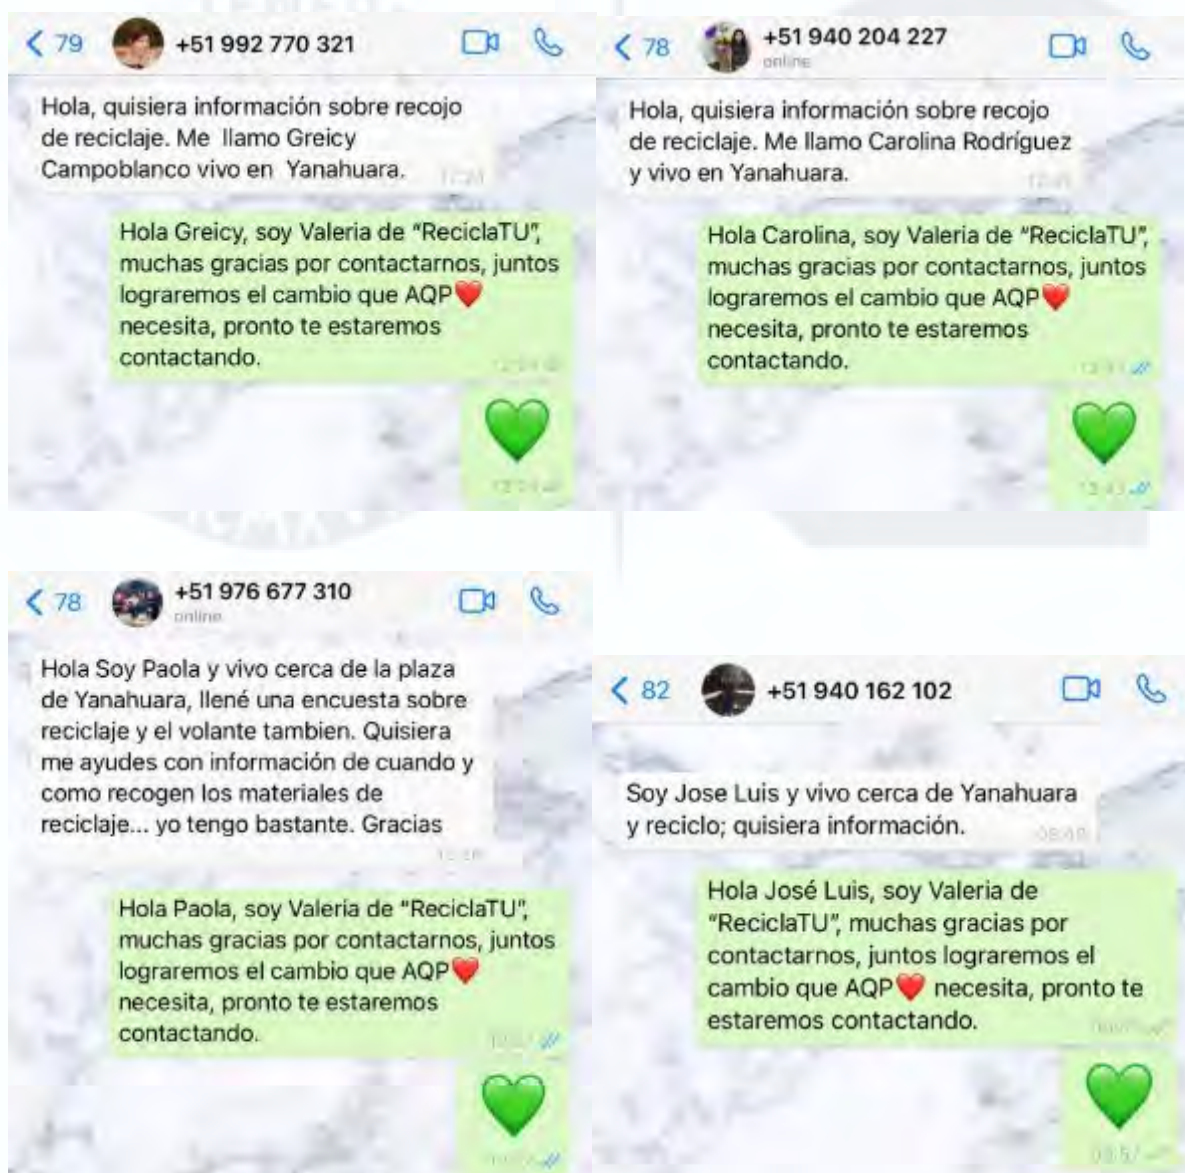 79
+51 992 770 321
Hola, quisiera información sobre recojo
de reciclaje. Me llamo Greicy
Campoblanco vivo en Yanahuara.
Hola Greicy, soy Valeria de “ReciclaTU”,
muchas gracias por contactarnos, juntos
lograremos el cambio que AQP❤️
necesita, pronto te estaremos
contactando.
78
+51 940 204 227
online
Hola, quisiera información sobre recojo
de reciclaje. Me llamo Carolina Rodríguez
y vivo en Yanahuara.
Hola Carolina, soy Valeria de “ReciclaTU”,
muchas gracias por contactarnos, juntos
lograremos el cambio que AQP❤️
necesita, pronto te estaremos
contactando.
12:43
78
+51 976 677 310
online
Hola Soy Paola y vivo cerca de la plaza
de Yanahuara, llené una encuesta sobre
reciclaje y el volante tambien. Quisiera
me ayudes con información de cuando y
como recogen los materiales de
reciclaje... yo tengo bastante. Gracias
Hola Paola, soy Valeria de “ReciclaTU”,
muchas gracias por contactarnos, juntos
lograremos el cambio que AQP❤️
necesita, pronto te estaremos
contactando.
82
+51 940 162 102
Soy Jose Luis y vivo cerca de Yanahuara
y reciclo; quisiera información.
Hola José Luis, soy Valeria de
“ReciclaTU”, muchas gracias por
contactarnos, juntos lograremos el
cambio que AQP❤️ necesita, pronto te
estaremos contactando.